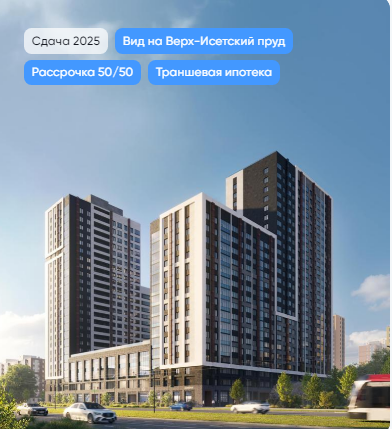 Сдача 2025
Вид на Верх-Исетский пруд
Рассрочка 50/50
Траншевая ипотека